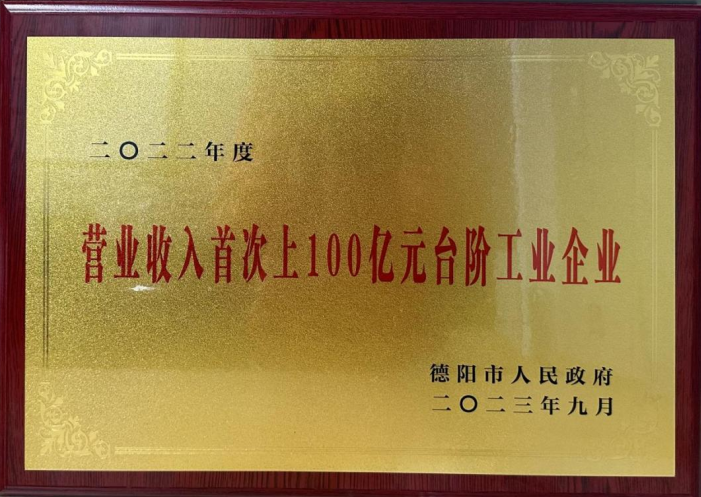 二〇二二年度
营业收入首次上100亿元台阶工业企业
德阳市人民政府
二〇二三年九月